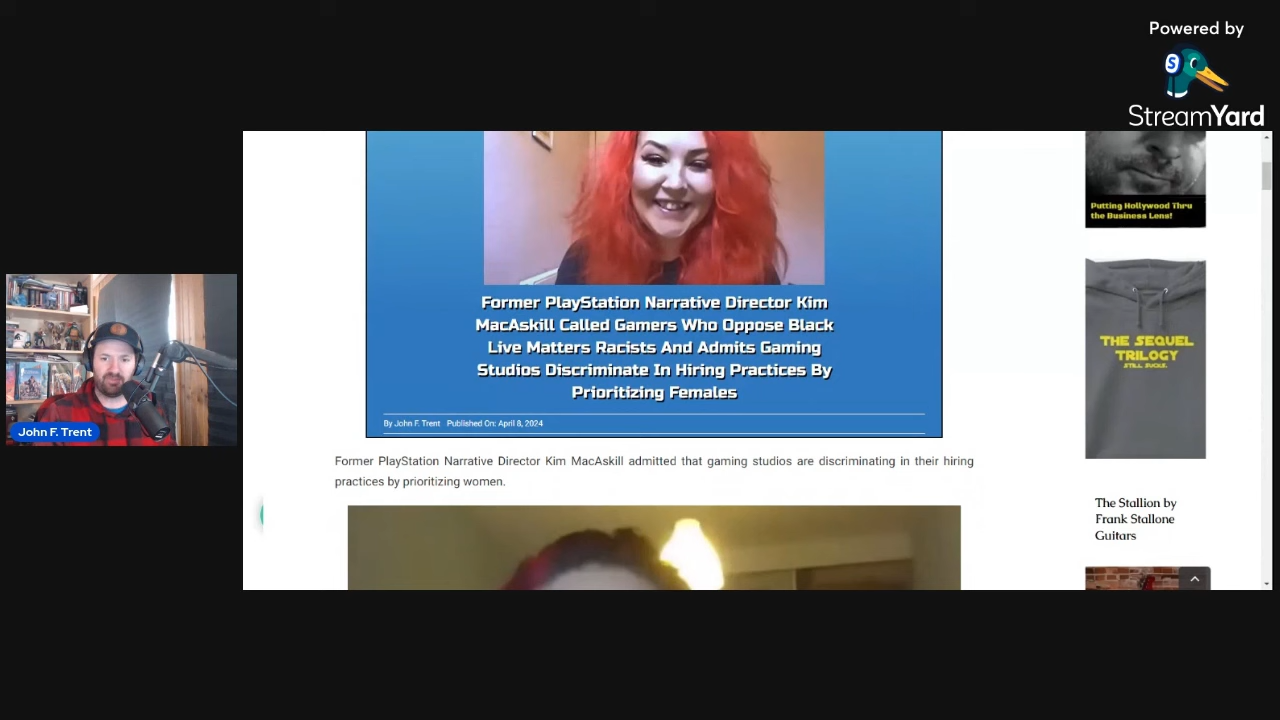 Powered by
StreamYard
John F. Trent
Former PlayStation Narrative Director Kim
MacAskill Called Gamers Who Oppose Black
Live Matters Racists And Admits Gaming
Studios Discriminate In Hiring Practices By
Prioritizing Females
By John F. Trent Published On: April 8, 2024
Former PlayStation Narrative Director Kim MacAskill admitted that gaming studios are discriminating in their hiring
practices by prioritizing women.
Putting Hollywood Thru
the Business Lens!
THE SEQUEL
TRILOGY
STILL SUCKS.
The Stallion by
Frank Stallone
Guitars